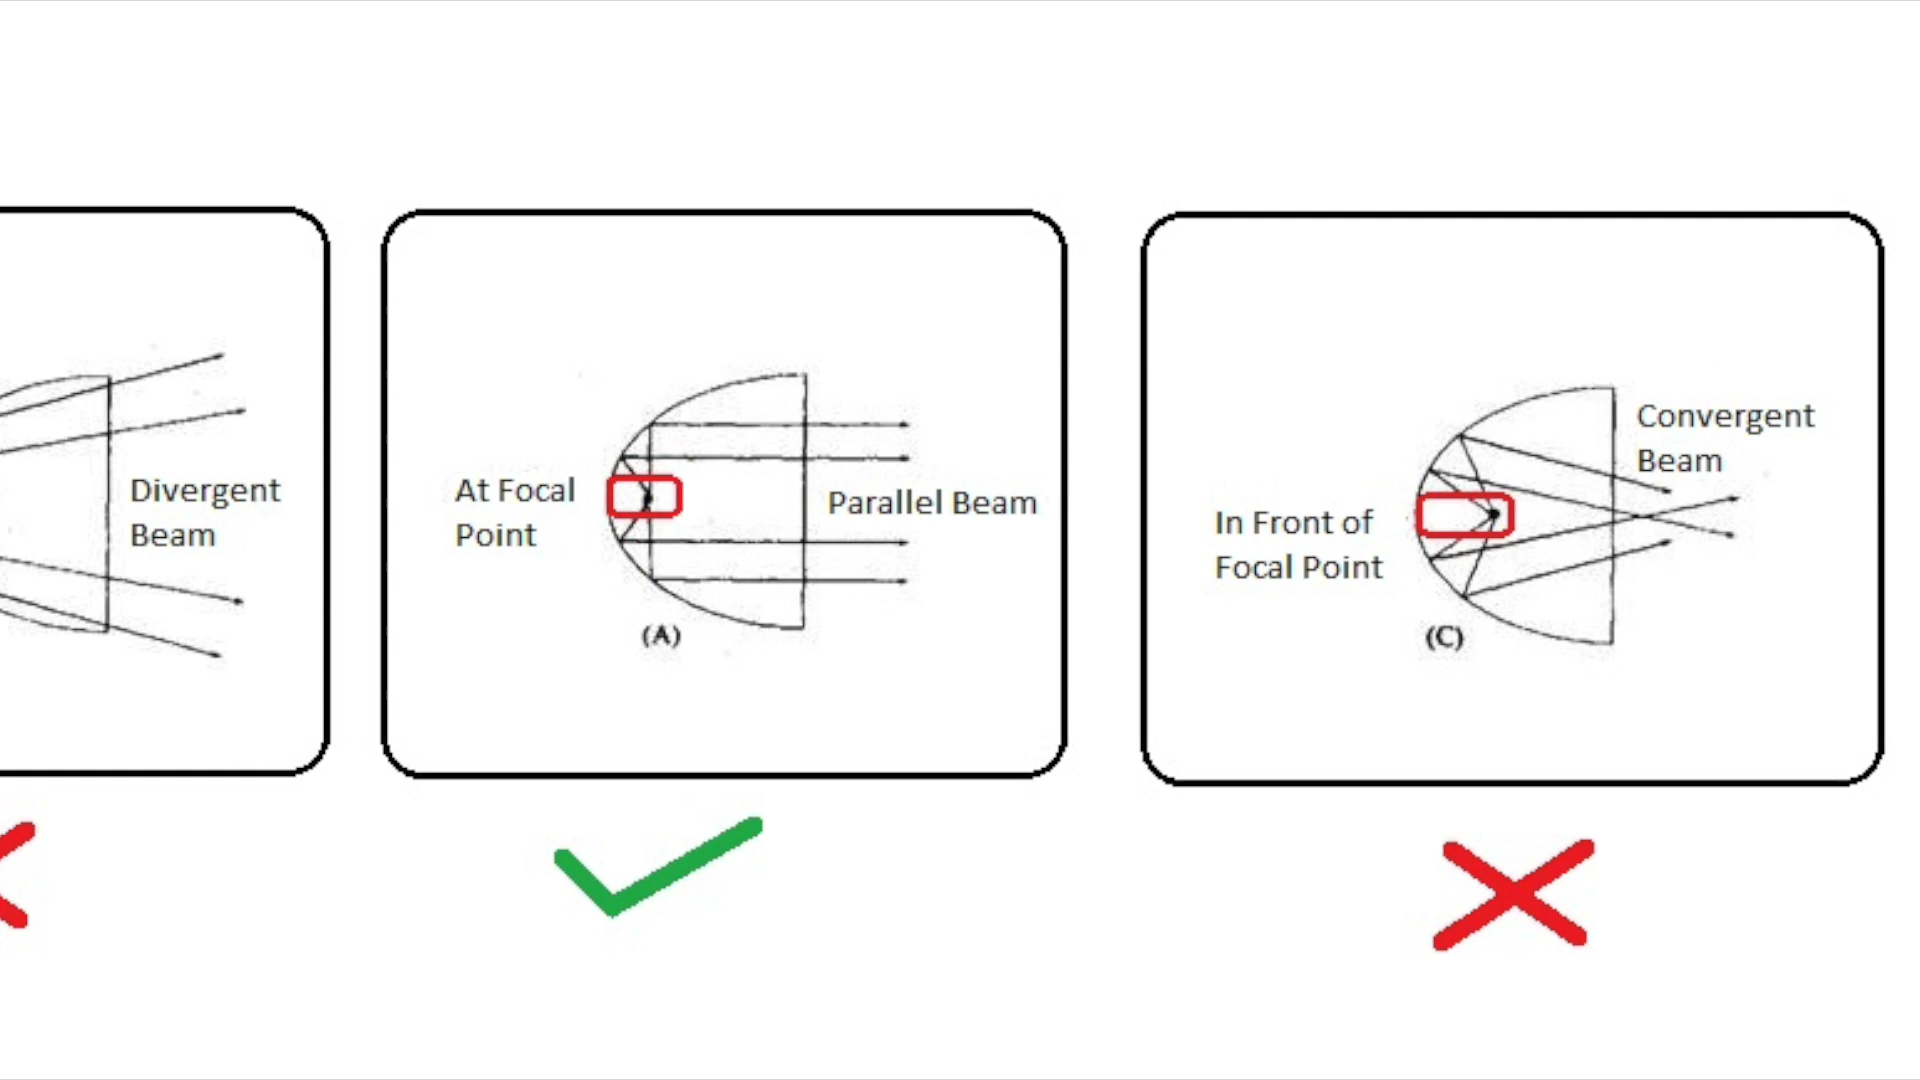 Divergent
Beam
At Focal
Point
Parallel Beam
(A)
Convergent
Beam
In Front of
Focal Point
(C)